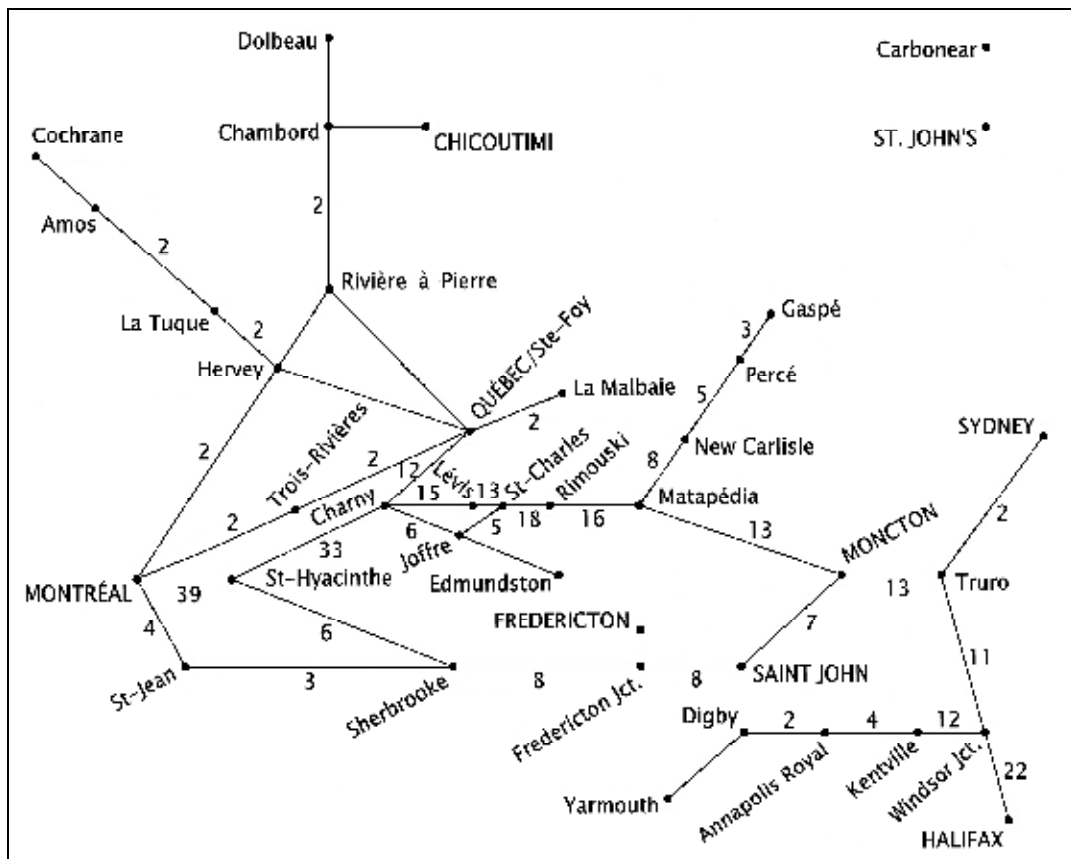 Dolbeau
Carbonear
Cochrane
Chambord
CHICOUTIMI
ST. JOHN'S
Amos
2
2
Rivière à Pierre
La Tuque
2
Gaspé
3
Hervey
QUÉBEC/Ste-Foy
Percé
La Malbaie
5
2
SYDNEY
2
Trois-Rivières
2
12
Lévis
St-Charles
Rimouski
New Carlisle
8
Charny
15
13
Matapédia
2
2
18
16
6
5
13
33
Joffre
MONCTON
MONTRÉAL
39
St-Hyacinthe
Edmundston
13
Truro
4
6
FREDERICTON
7
11
St-Jean
3
Sherbrooke
8
Fredericton Jct.
8
SAINT JOHN
Digby
2
4
12
Windsor Jct.
22
Yarmouth
Annapolis Royal
Kentville
HALIFAX